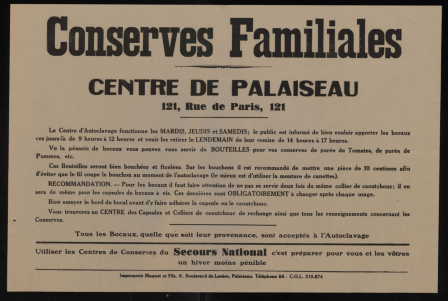 Conserves Familiales
CENTRE DE PALAISEAU
121, Rue de Paris, 121
Le Centre d'Autoclavage fonctionne les MARDIS, JEUDIS et SAMEDIS; le public est informé de bien vouloir apporter les bocaux
ces jours-là de 9 heures à 12 heures et venir les retirer le LENDEMAIN de leur remise de 14 heures à 17 heures.
Vu la pénurie de bocaux vous pouvez vous servir de BOUTEILLES pour vos conserves de purée de Tomates, de purée de
Pommes, etc.
Ces Bouteilles seront bien bouchées et ficelées. Sur les bouchons il est recommandé de mettre une pièce de 10 centimes afin
d'éviter que le fil coupe le bouchon au moment de l'autoclavage (le mieux est d'utiliser la monture de canettes).
RECOMMANDATION. — Pour les bocaux il faut faire attention de ne pas se servir deux fois du même collier de caoutchouc; il en
sera de même pour les capsules de bocaux à vis. Ces dernières sont OBLIGATOIREMENT à changer après chaque usage.
Bien essuyer le bord du bocal avant d'y faire adhérer la capsule ou le caoutchouc.
Vous trouverez au CENTRE des Capsules et Colliers de caoutchouc de rechange ainsi que tous les renseignements concernant les
Conserves.
Tous les Bocaux, quelle que soit leur provenance, sont acceptés à l'Autoclavage
Utiliser les Centres de Conserves du Secours National c'est préparer pour vous et les vôtres
un hiver moins pénible
Imprimerie Maquet et Fils, 8, Boulevard de Lozère, Palaiseau. Téléphone 66 - C.O.L.